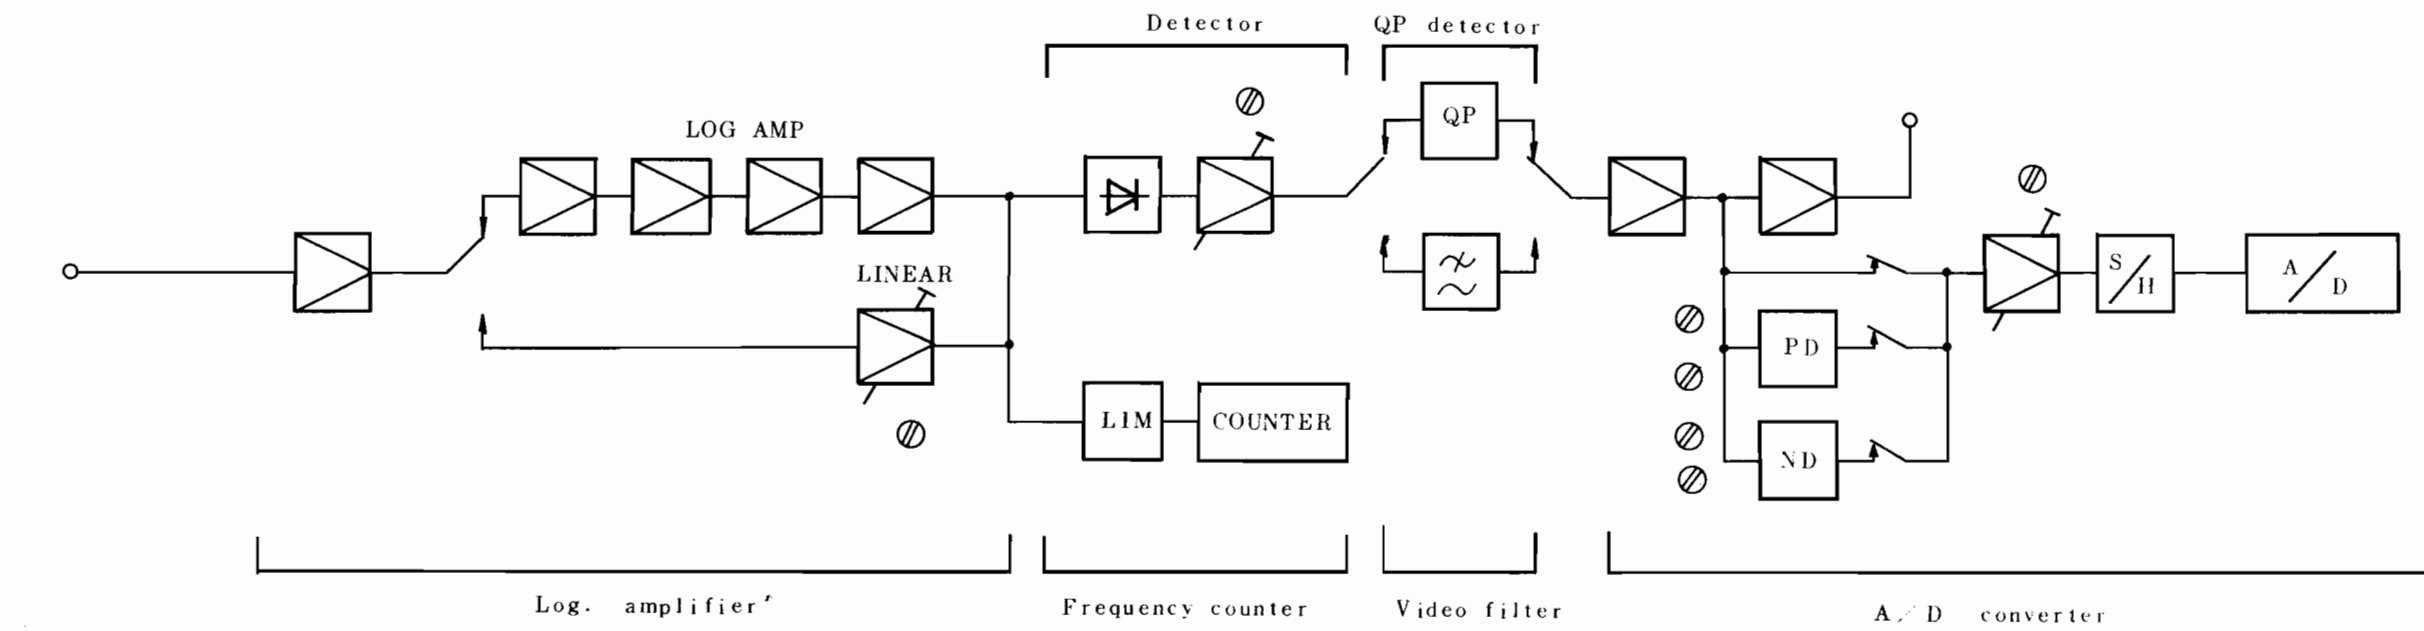 Detector
QP detector
QP
LOG AMP
LINEAR
S/H
A/D
PD
LIM
COUNTER
ND
Log. amplifier
Frequency counter
Video filter
A/D converter